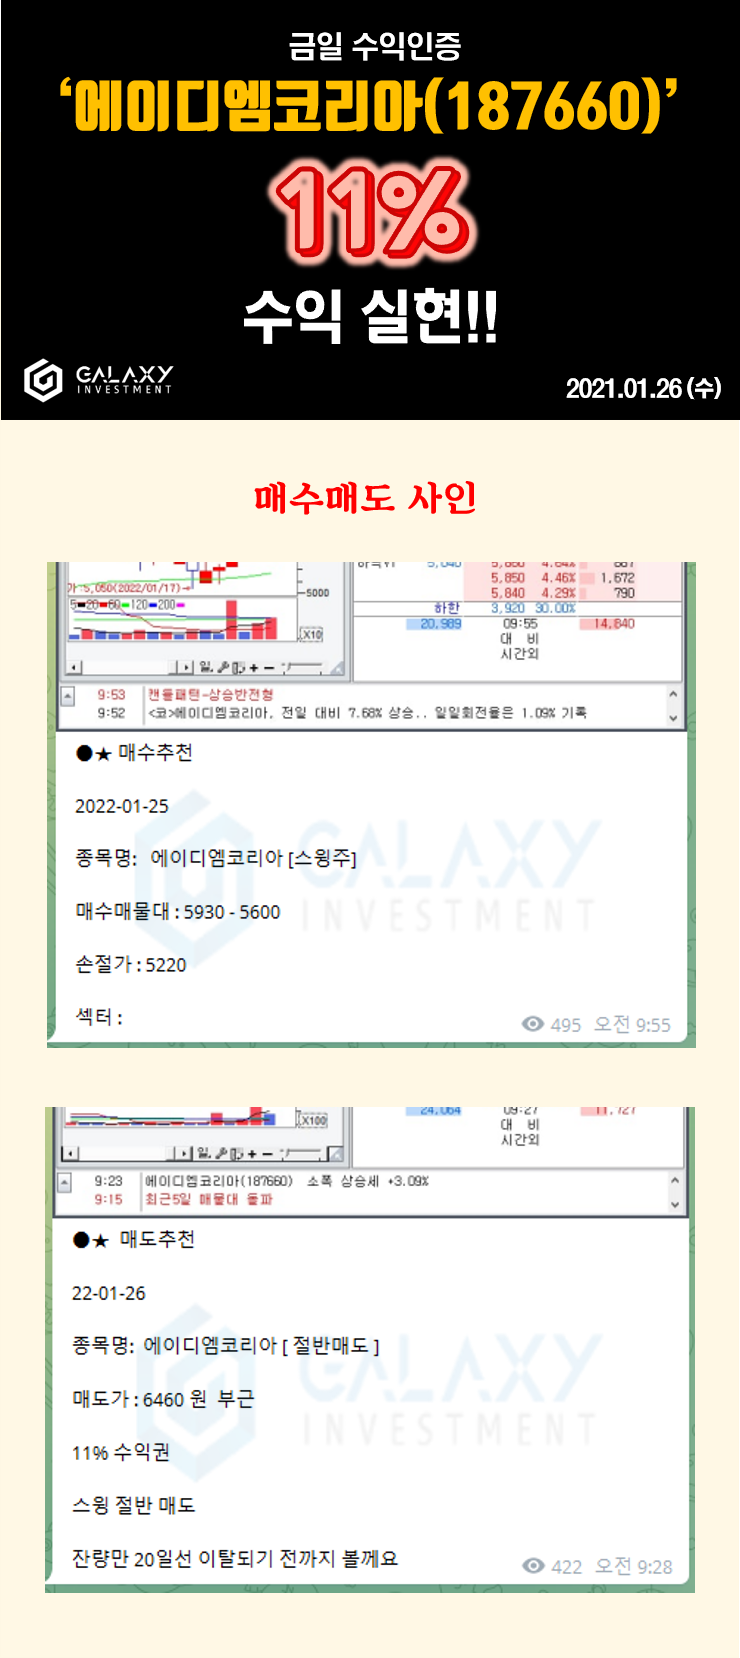 금일 수익인증
‘에이디엠코리아(187660)’
11%
수익 실현!!
GALAXY
INVESTMENT
2021.01.26 (수)
매수매도 사인
가:5,050(2022/01/17)→
5 20 60 120 200
5000
X10
5,850 4.46% 1,672
5,840 4.29% 790
하한 3,920 30.00%
20,989 09:55 14,840
대 비
시간외
9:53 캔들패턴-상승반전형
9:52 <코>에이디엠코리아, 전일 대비 7.68% 상승.. 일일회전율은 1.09% 기록
●★ 매수추천
2022-01-25
종목명: 에이디엠코리아 [스윙주]
매수매물대 : 5930 - 5600
손절가 : 5220
섹터 :
GALAXY
INVESTMENT
495 오전 9:55
X100
24,064 09:27 11,727
대 비
시간외
9:23 에이디엠코리아(187660) 소폭 상승세 +3.09%
9:15 최근5일 매물대 돌파
●★ 매도추천
22-01-26
종목명: 에이디엠코리아 [ 절반매도 ]
매도가 : 6460 원 부근
11% 수익권
스윙 절반 매도
잔량만 20일선 이탈되기 전까지 볼께요
GALAXY
INVESTMENT
422 오전 9:28